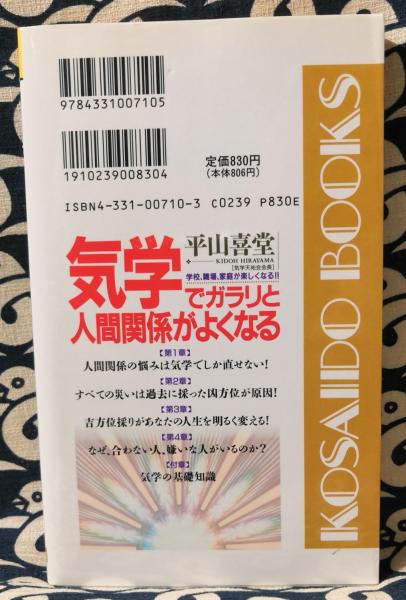 9784331007105
1910239008304
定価830円
(本体806円)
ISBN4-331-00710-3 C0239 P830E
平山喜堂
KIDOH HIRAYAMA
[気学天祐会会長]
学校、職場、家庭が楽しくなる!!
気学でガラリと
人間関係がよくなる
【第1章】
人間関係の悩みは気学でしか直せない!
【第2章】
すべての災いは過去に採った凶方位が原因!
【第3章】
吉方位採りがあなたの人生を明るく変える!
【第4章】
なぜ、合わない人、嫌いな人がいるのか?
【付章】
気学の基礎知識
KOSAIDO BOOKS